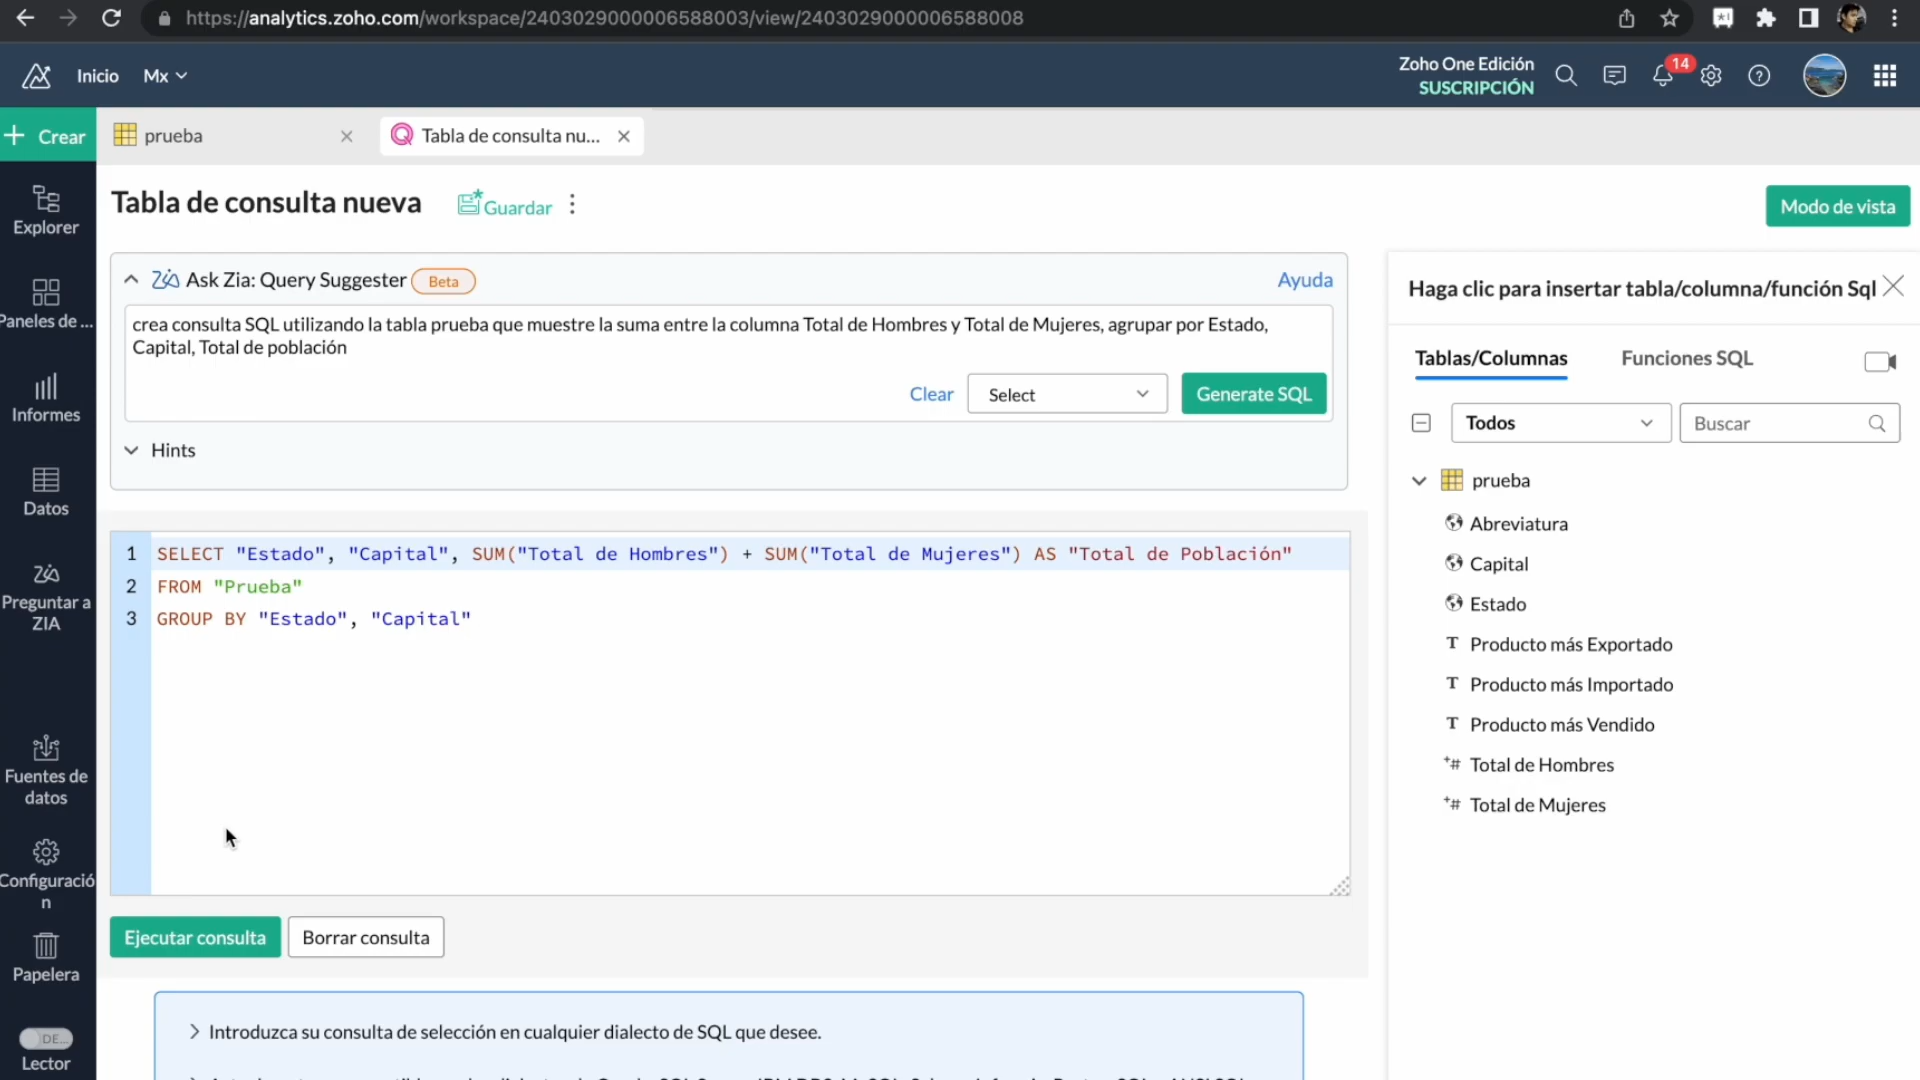 https://analytics.zoho.com/workspace/2403029000006588003/view/2403029000006588008
Inicio
Mx
Zoho One Edición
SUSCRIPCIÓN
14
Crear
prueba
Tabla de consulta nu...
Tabla de consulta nueva
Guardar
Modo de vista
Explorer
Paneles de ...
Informes
Datos
Preguntar a
ZIA
Fuentes de
datos
Configuració
n
Papelera
DE...
Lector
Zia Ask Zia: Query Suggester Beta
Ayuda
crea consulta SQL utilizando la tabla prueba que muestre la suma entre la columna Total de Hombres y Total de Mujeres, agrupar por Estado,
Capital, Total de población
Clear
Select
Generate SQL
Hints
1 SELECT "Estado", "Capital", SUM("Total de Hombres") + SUM("Total de Mujeres") AS "Total de Población"
2 FROM "Prueba"
3 GROUP BY "Estado", "Capital"
Ejecutar consulta
Borrar consulta
Introduzca su consulta de selección en cualquier dialecto de SQL que desee.
Haga clic para insertar tabla/columna/función Sql
Tablas/Columnas
Funciones SQL
Todos
Buscar
prueba
Abreviatura
Capital
Estado
T Producto más Exportado
T Producto más Importado
T Producto más Vendido
+# Total de Hombres
+# Total de Mujeres